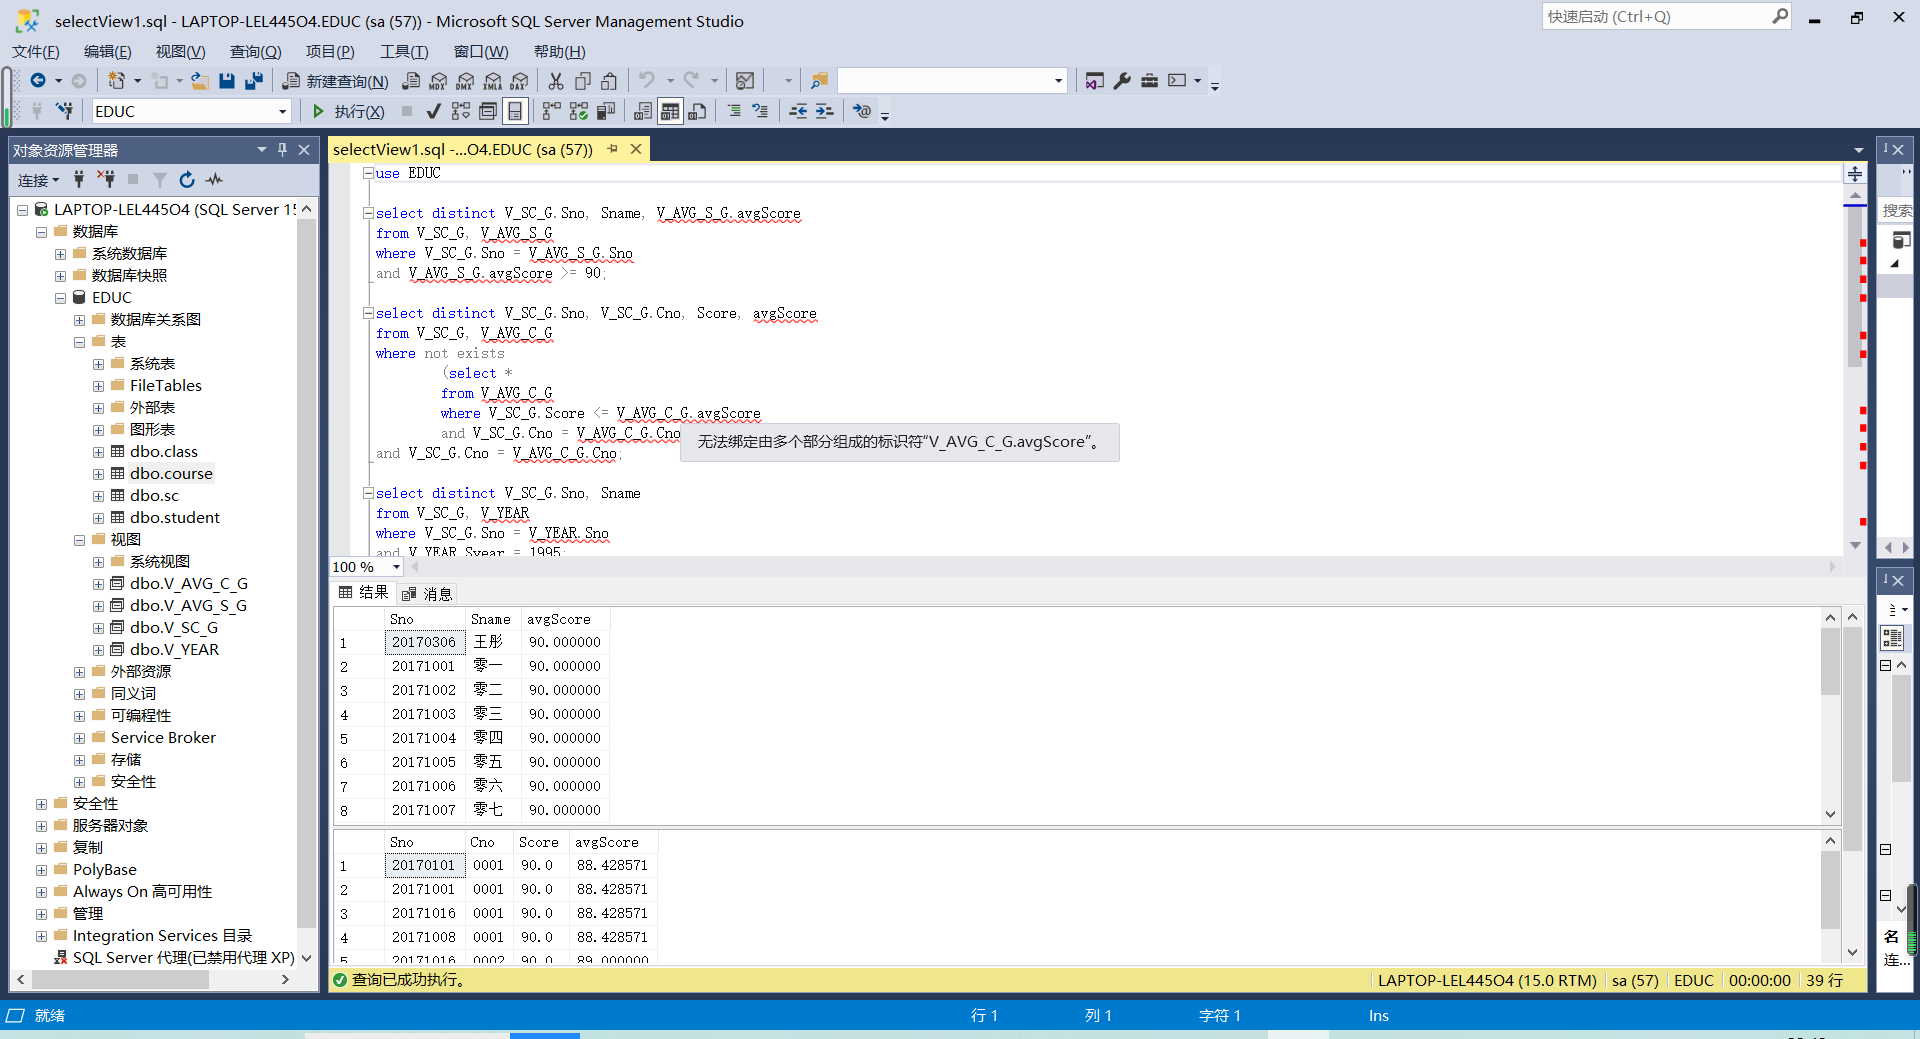 selectView1.sql - LAPTOP-LEL445O4.EDUC (sa (57)) - Microsoft SQL Server Management Studio
快速启动 (Ctrl+Q)
文件(F) 编辑(E) 视图(V) 查询(Q) 项目(P) 工具(T) 窗口(W) 帮助(H)
新建查询(N) MDX DMX XMLA DAX
EDUC 执行(X)
对象资源管理器
连接
LAPTOP-LEL445O4 (SQL Server 15
数据库
系统数据库
数据库快照
EDUC
数据库关系图
表
系统表
FileTables
外部表
图形表
dbo.class
dbo.course
dbo.sc
dbo.student
视图
系统视图
dbo.V_AVG_C_G
dbo.V_AVG_S_G
dbo.V_SC_G
dbo.V_YEAR
外部资源
同义词
可编程性
Service Broker
存储
安全性
安全性
服务器对象
复制
PolyBase
Always On 高可用性
管理
Integration Services 目录
SQL Server 代理(已禁用代理 XP)
selectView1.sql -...O4.EDUC (sa (57))
use EDUC
select distinct V_SC_G.Sno, Sname, V_AVG_S_G.avgScore
from V_SC_G, V_AVG_S_G
where V_SC_G.Sno = V_AVG_S_G.Sno
and V_AVG_S_G.avgScore >= 90;
select distinct V_SC_G.Sno, V_SC_G.Cno, Score, avgScore
from V_SC_G, V_AVG_C_G
where not exists
(select *
from V_AVG_C_G
where V_SC_G.Score <= V_AVG_C_G.avgScore
and V_SC_G.Cno = V_AVG_C_G.Cno
无法绑定由多个部分组成的标识符“V_AVG_C_G.avgScore”。
and V_SC_G.Cno = V_AVG_C_G.Cno;
select distinct V_SC_G.Sno, Sname
from V_SC_G, V_YEAR
where V_SC_G.Sno = V_YEAR.Sno
and V_YEAR.Syear = 1995;
100 %
结果 消息
Sno Sname avgScore
1 20170306 王彤 90.000000
2 20171001 零一 90.000000
3 20171002 零二 90.000000
4 20171003 零三 90.000000
5 20171004 零四 90.000000
6 20171005 零五 90.000000
7 20171006 零六 90.000000
8 20171007 零七 90.000000
Sno Cno Score avgScore
1 20170101 0001 90.0 88.428571
2 20171001 0001 90.0 88.428571
3 20171016 0001 90.0 88.428571
4 20171008 0001 90.0 88.428571
5 20171016 0002 90.0 89.000000
查询已成功执行。
LAPTOP-LEL445O4 (15.0 RTM) sa (57) EDUC 00:00:00 39 行
搜索
名
连...
就绪 行 1 列 1 字符 1 Ins